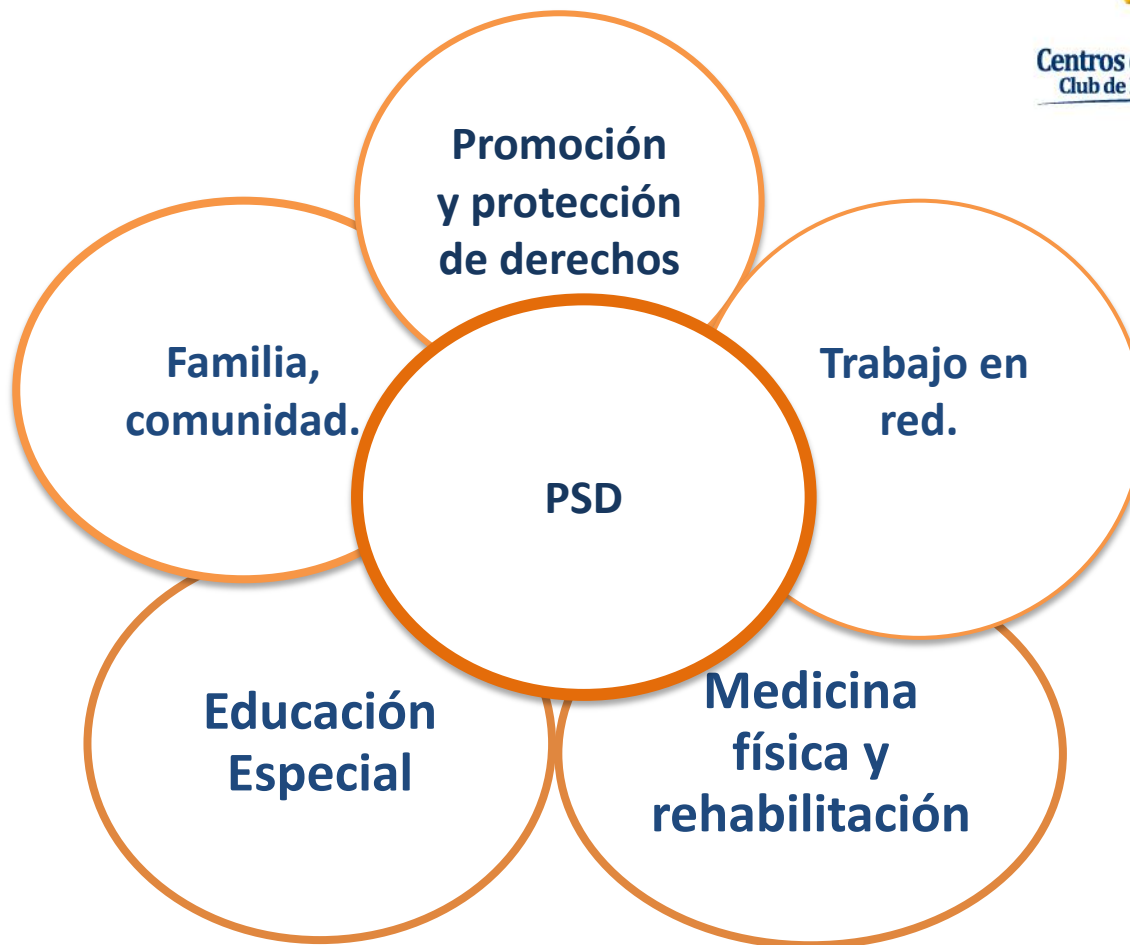 Centros
Club de
Promoción
y protección
de derechos
Familia,
comunidad.
Trabajo en
red.
PSD
Educación
Especial
Medicina
física y
rehabilitación